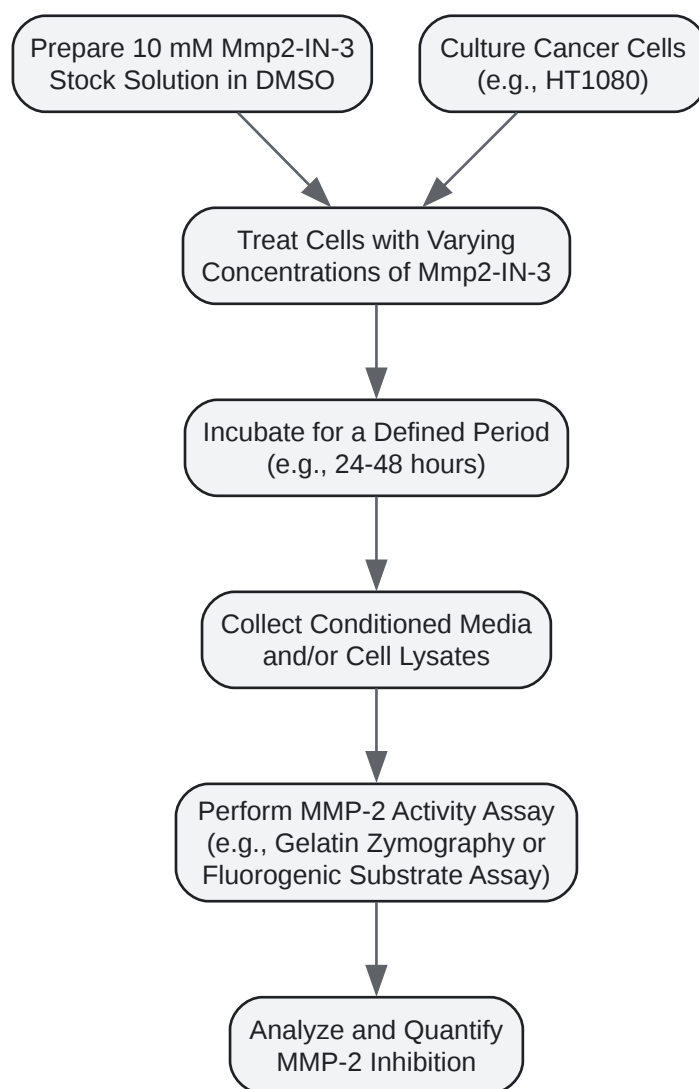 Prepare 10 mM Mmp2-IN-3
Stock Solution in DMSO
Culture Cancer Cells
(e.g., HT1080)
Treat Cells with Varying
Concentrations of Mmp2-IN-3
Incubate for a Defined Period
(e.g., 24-48 hours)
Collect Conditioned Media
and/or Cell Lysates
Perform MMP-2 Activity Assay
(e.g., Gelatin Zymography or
Fluorogenic Substrate Assay)
Analyze and Quantify
MMP-2 Inhibition